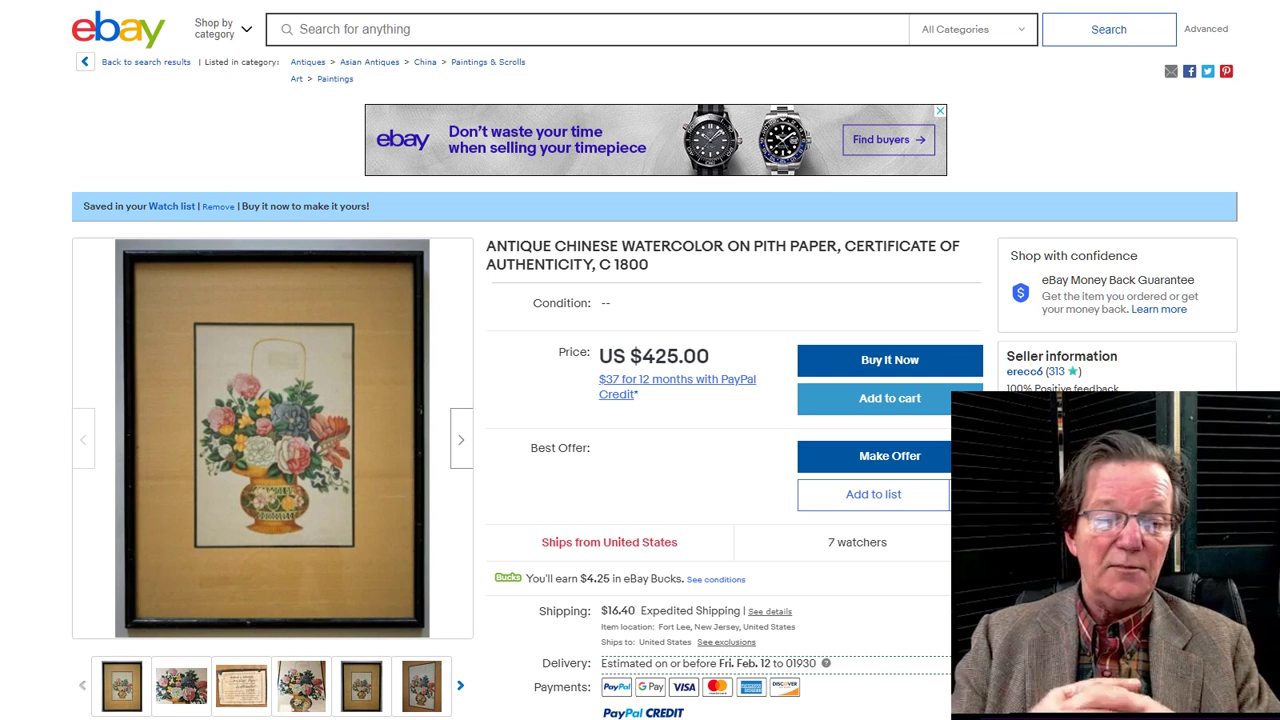 ebay
Shop by category
Search for anything
All Categories
Search
Advanced
Back to search results | Listed in category:
Antiques > Asian Antiques > China > Paintings & Scrolls
Art > Paintings
ebay
Don't waste your time
when selling your timepiece
Find buyers →
Saved in your Watch list | Remove | Buy it now to make it yours!
ANTIQUE CHINESE WATERCOLOR ON PITH PAPER, CERTIFICATE OF
AUTHENTICITY, C 1800
Condition: --
Price: US $425.00
$37 for 12 months with PayPal
Credit*
Buy It Now
Add to cart
Best Offer:
Make Offer
Add to list
Ships from United States
7 watchers
Bucks You'll earn $4.25 in eBay Bucks. See conditions
Shipping: $16.40 Expedited Shipping | See details
Item location: Fort Lee, New Jersey, United States
Ships to: United States See exclusions
Delivery: Estimated on or before Fri. Feb. 12 to 01930
Payments: PayPal G Pay VISA mastercard DISCOVER
PayPal CREDIT
Shop with confidence
eBay Money Back Guarantee
Get the item you ordered or get
your money back. Learn more
Seller information
erecc6 (313 ★)
100% Positive feedback